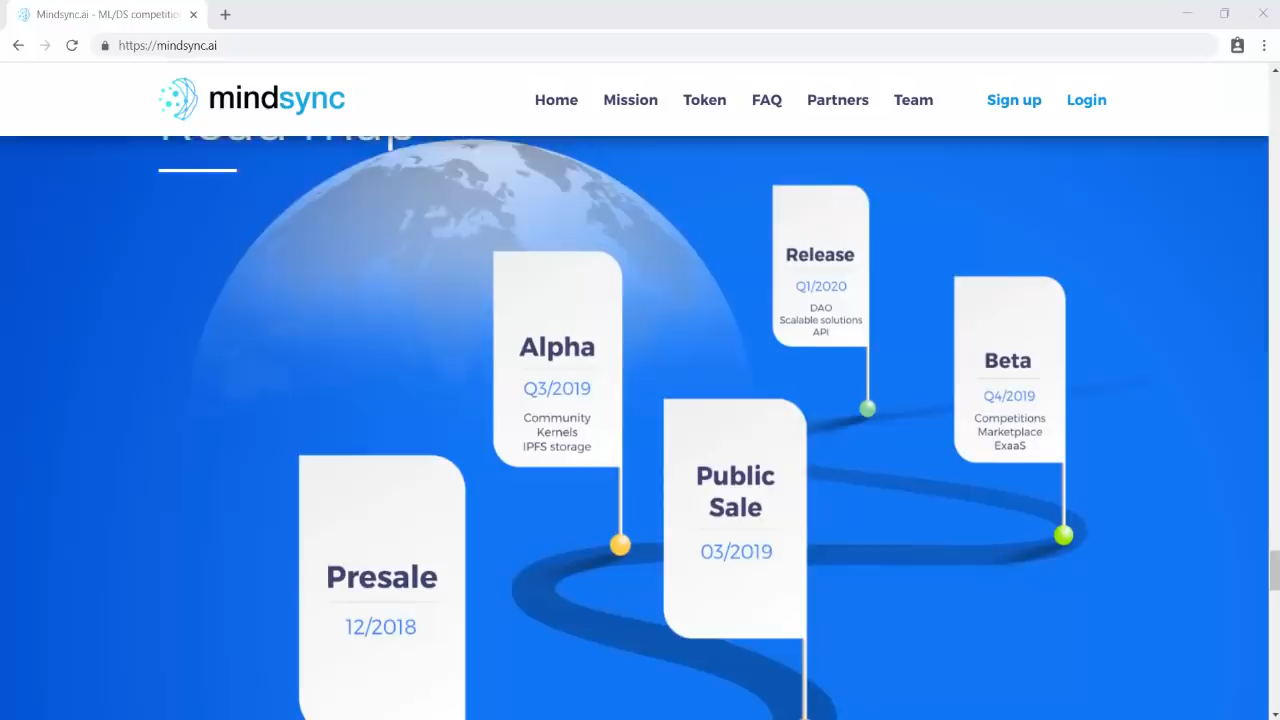 Mindsync.ai - ML/DS competitio
https://mindsync.ai
mindsync
Home Mission Token FAQ Partners Team Sign up Login
Road map
Release
Q1/2020
DAO
Scalable solutions
API
Alpha
Q3/2019
Community
Kernels
IPFS storage
Beta
Q4/2019
Competitions
Marketplace
ExaaS
Public
Sale
03/2019
Presale
12/2018